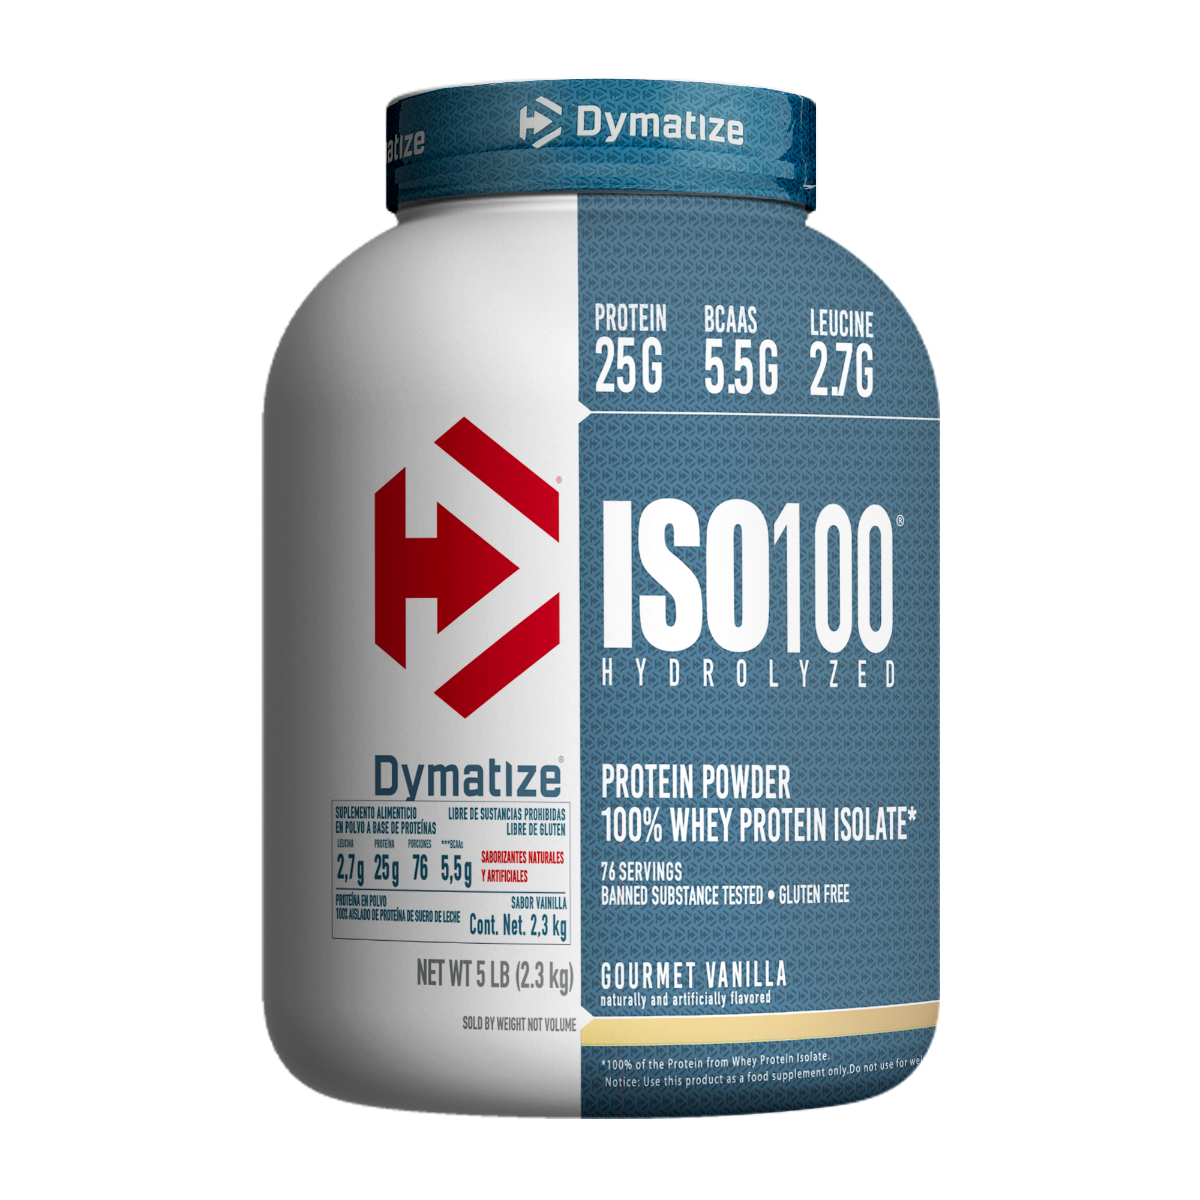 atize
Dymatize
PROTEIN BCAAS LEUCINE
25G 5.5G 2.7G
ISO100®
HYDROLYZED
Dymatize®
SUPLEMENTO ALIMENTICIO
EN POLVO A BASE DE PROTEÍNAS
LIBRE DE SUSTANCIAS PROHIBIDAS
LIBRE DE GLUTEN
LEUCINA PROTEÍNA PORCIONES ***BCAAs
2,7g 25g 76 5,5g
SABORIZANTES NATURALES
Y ARTIFICIALES
PROTEÍNA EN POLVO
100% AISLADO DE PROTEÍNA DE SUERO DE LECHE
SABOR VAINILLA
Cont. Net. 2,3 kg
NET WT 5 LB (2.3 kg)
SOLD BY WEIGHT NOT VOLUME
PROTEIN POWDER
100% WHEY PROTEIN ISOLATE*
76 SERVINGS
BANNED SUBSTANCE TESTED • GLUTEN FREE
GOURMET VANILLA
naturally and artificially flavored
*100% of the Protein from Whey Protein Isolate.
Notice: Use this product as a food supplement only.Do not use for we